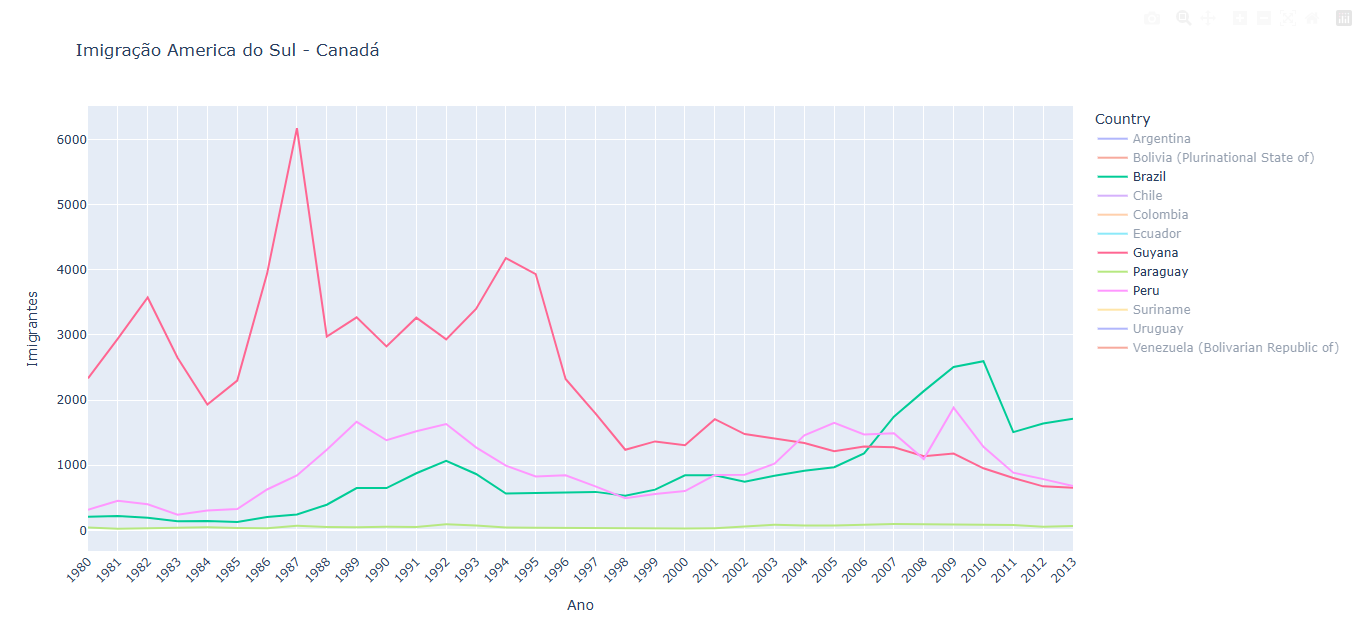 Imigração America do Sul - Canadá
Country
Argentina
Bolivia (Plurinational State of)
Brazil
Chile
Colombia
Ecuador
Guyana
Paraguay
Peru
Suriname
Uruguay
Venezuela (Bolivarian Republic of)
Imigrantes
6000
5000
4000
3000
2000
1000
0
1980 1981 1982 1983 1984 1985 1986 1987 1988 1989 1990 1991 1992 1993 1994 1995 1996 1997 1998 1999 2000 2001 2002 2003 2004 2005 2006 2007 2008 2009 2010 2011 2012 2013
Ano